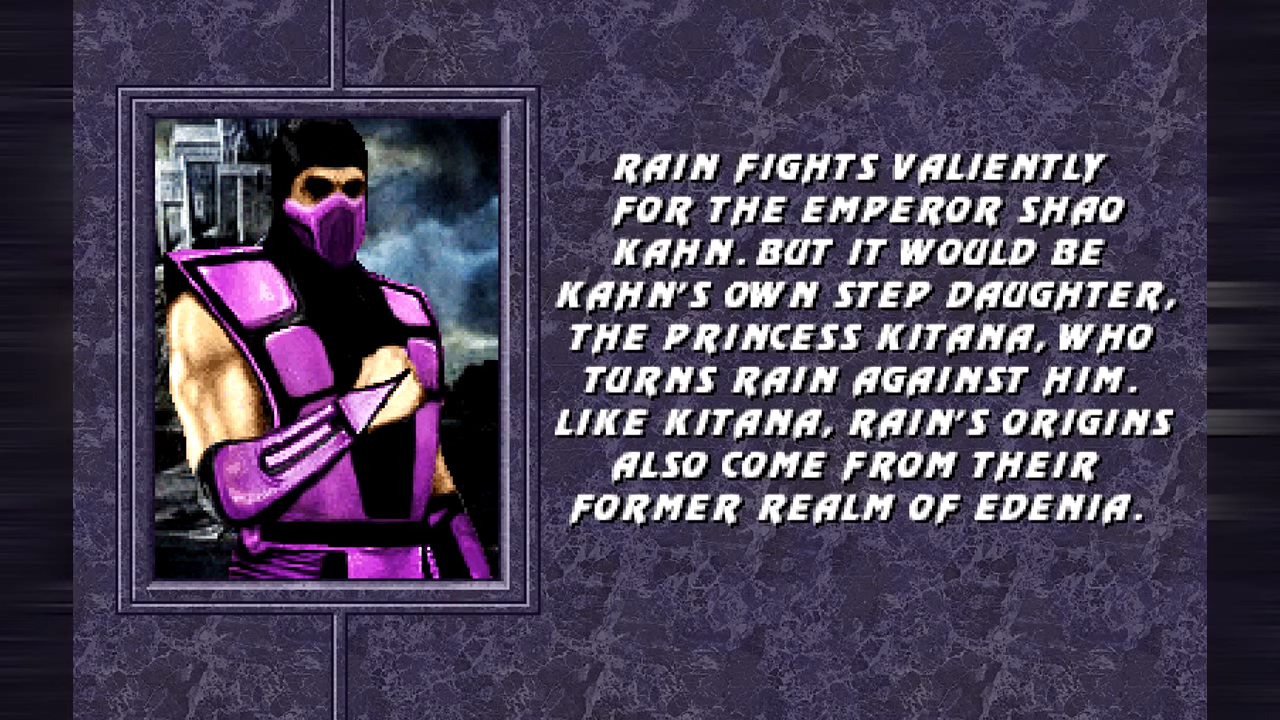 RAIN FIGHTS VALIENTLY
FOR THE EMPEROR SHAO
KAHN. BUT IT WOULD BE
KAHN'S OWN STEP DAUGHTER,
THE PRINCESS KITANA, WHO
TURNS RAIN AGAINST HIM.
LIKE KITANA, RAIN'S ORIGINS
ALSO COME FROM THEIR
FORMER REALM OF EDENIA.